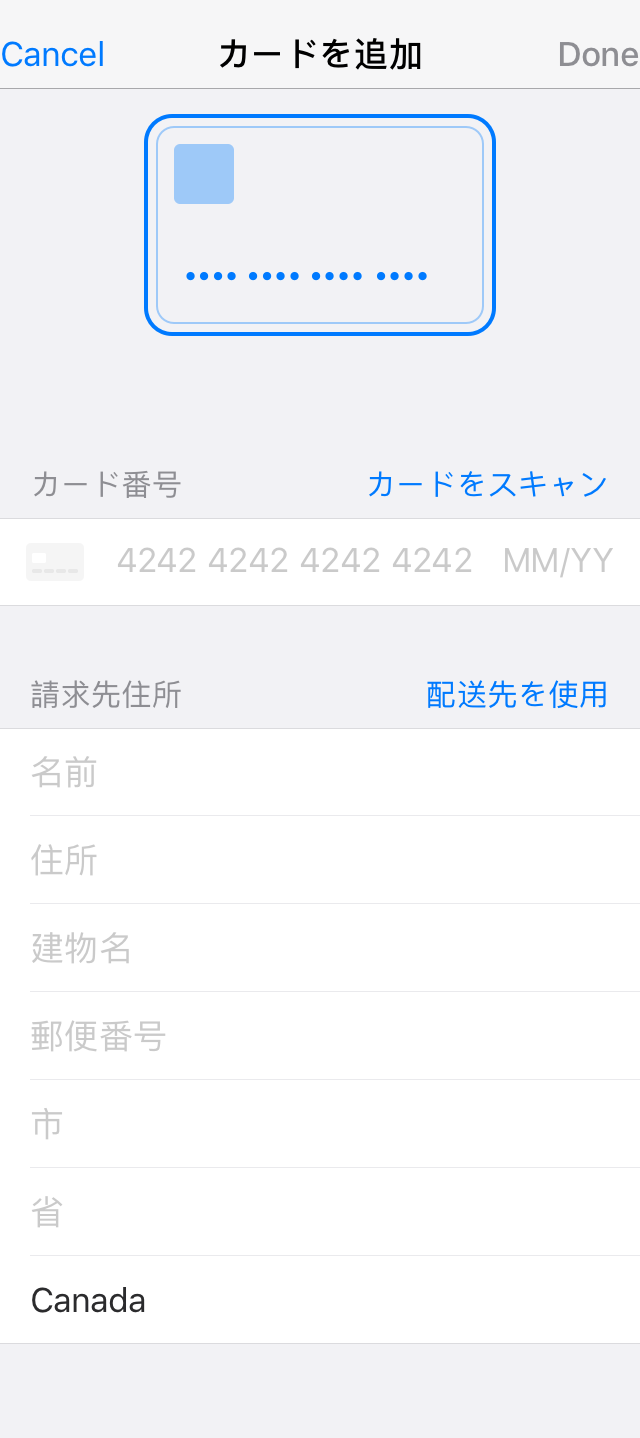 Cancel カードを追加 Done
•••• •••• •••• ••••
カード番号 カードをスキャン
4242 4242 4242 4242 MM/YY
請求先住所 配送先を使用
名前
住所
建物名
郵便番号
市
省
Canada